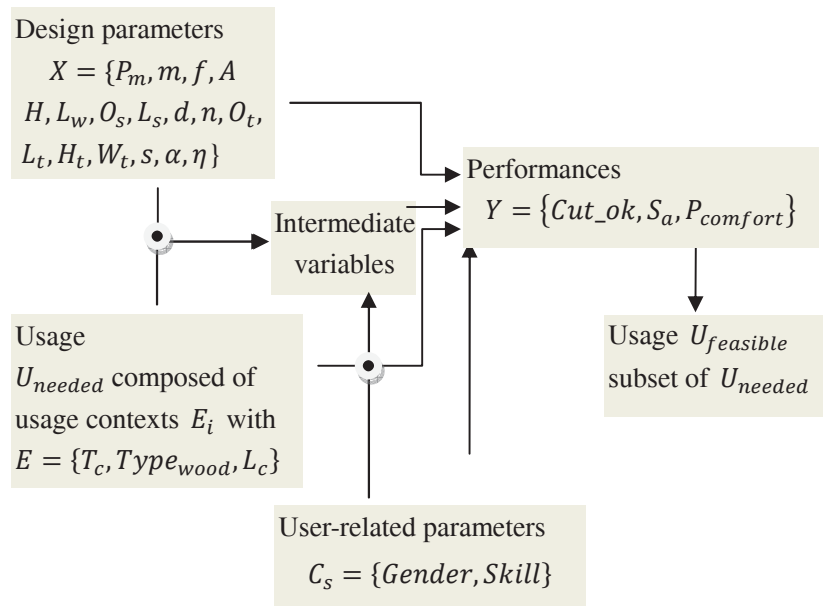 Design parameters
X = {P_m, m, f, A
H, L_w, O_s, L_s, d, n, O_t,
L_t, H_t, W_t, s, α, η}
Performances
Y = {Cut_ok, S_a, P_comfort}
Intermediate
variables
Usage
U_needed composed of
usage contexts E_i with
E = {T_c, Type_wood, L_c}
Usage U_feasible
subset of U_needed
User-related parameters
C_s = {Gender, Skill}